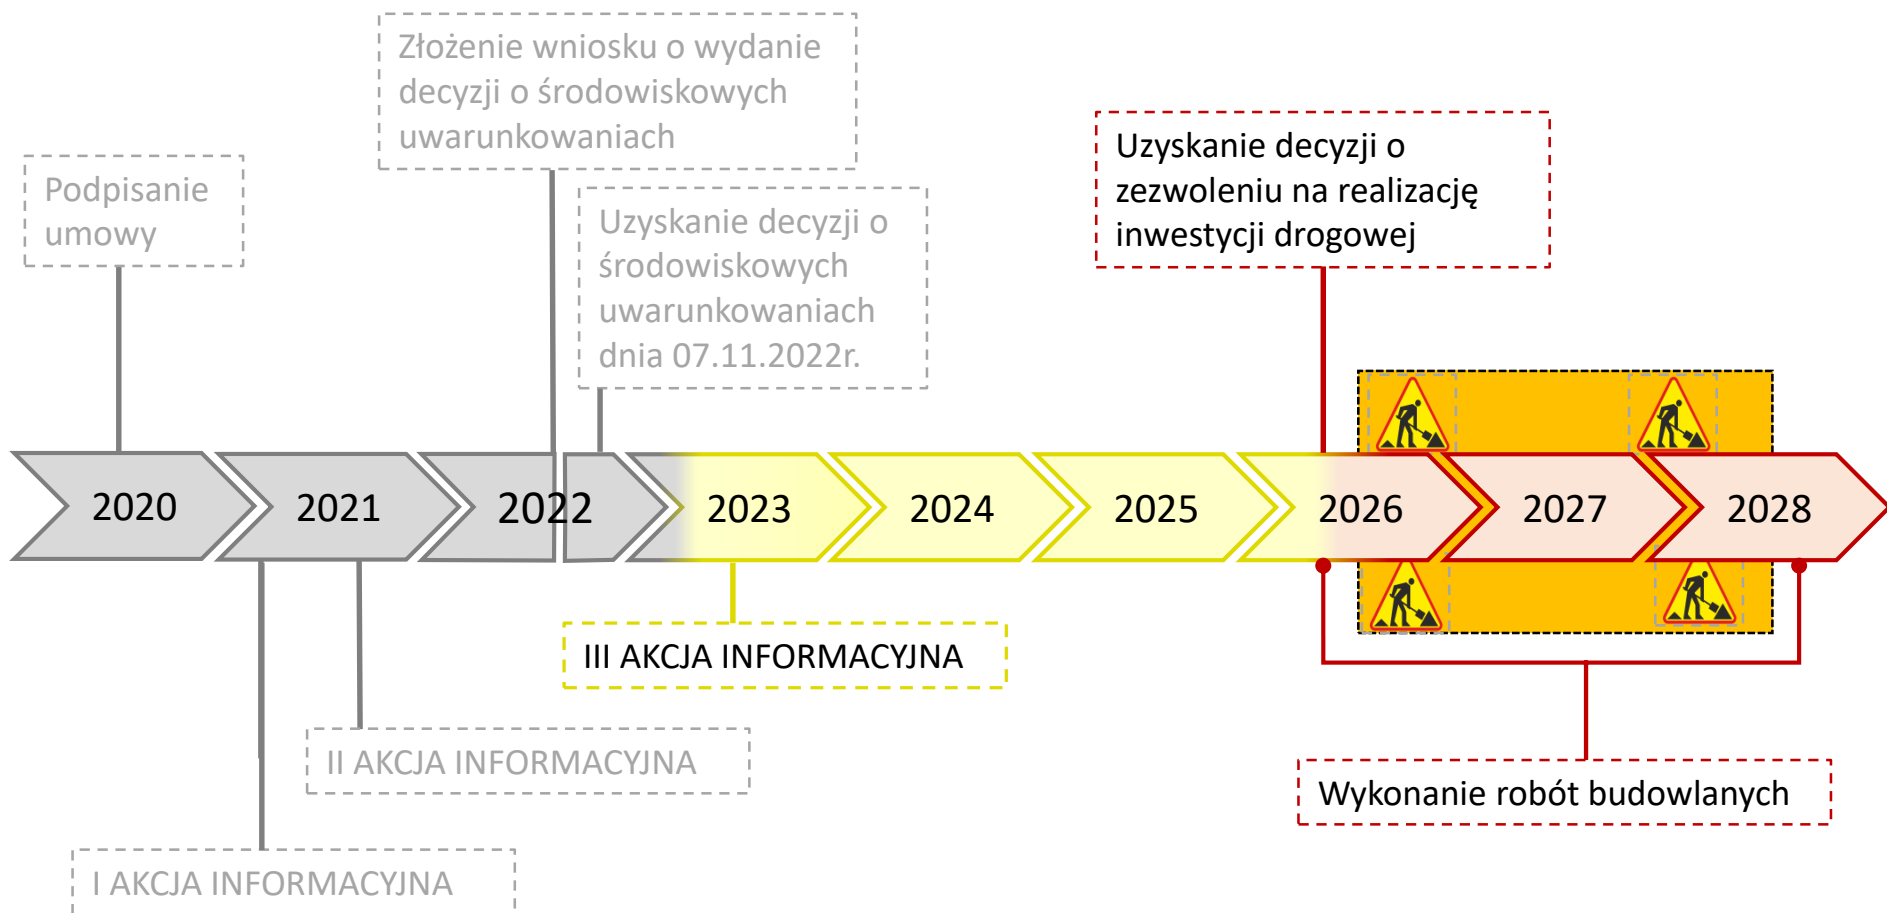 Złożenie wniosku o wydanie
decyzji o środowiskowych
uwarunkowaniach
Uzyskanie decyzji o
zezwoleniu na realizację
inwestycji drogowej
Podpisanie
umowy
Uzyskanie decyzji o
środowiskowych
uwarunkowaniach
dnia 07.11.2022r.
2020
2021
2022
2023
2024
2025
2026
2027
2028
III AKCJA INFORMACYJNA
II AKCJA INFORMACYJNA
Wykonanie robót budowlanych
I AKCJA INFORMACYJNA